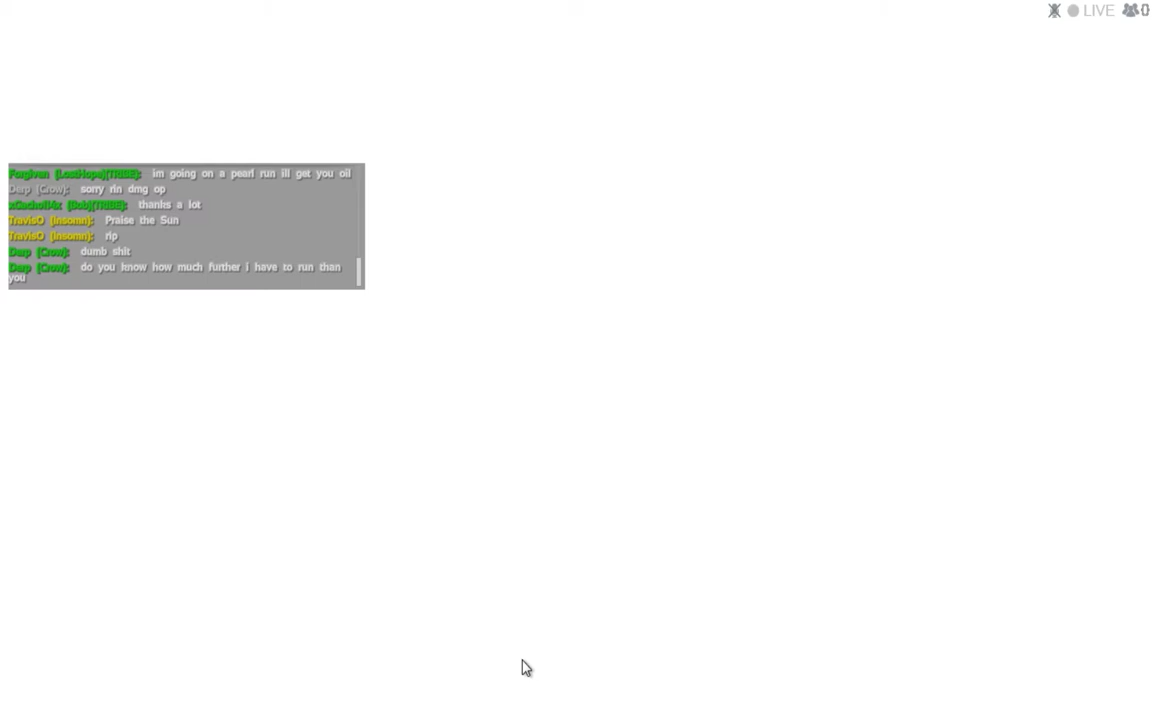 LIVE 0
Forgiven [LostHope](TRIBE): im going on a pearl run ill get you oil
Derp [Crow]: sorry rin dmg op
[Bob](TRIBE): thanks a lot
TravisO [Insomn]: Praise the Sun
TravisO [Insomn]: rip
Derp [Crow]: dumb shit
Derp [Crow]: do you know how much further i have to run than
you